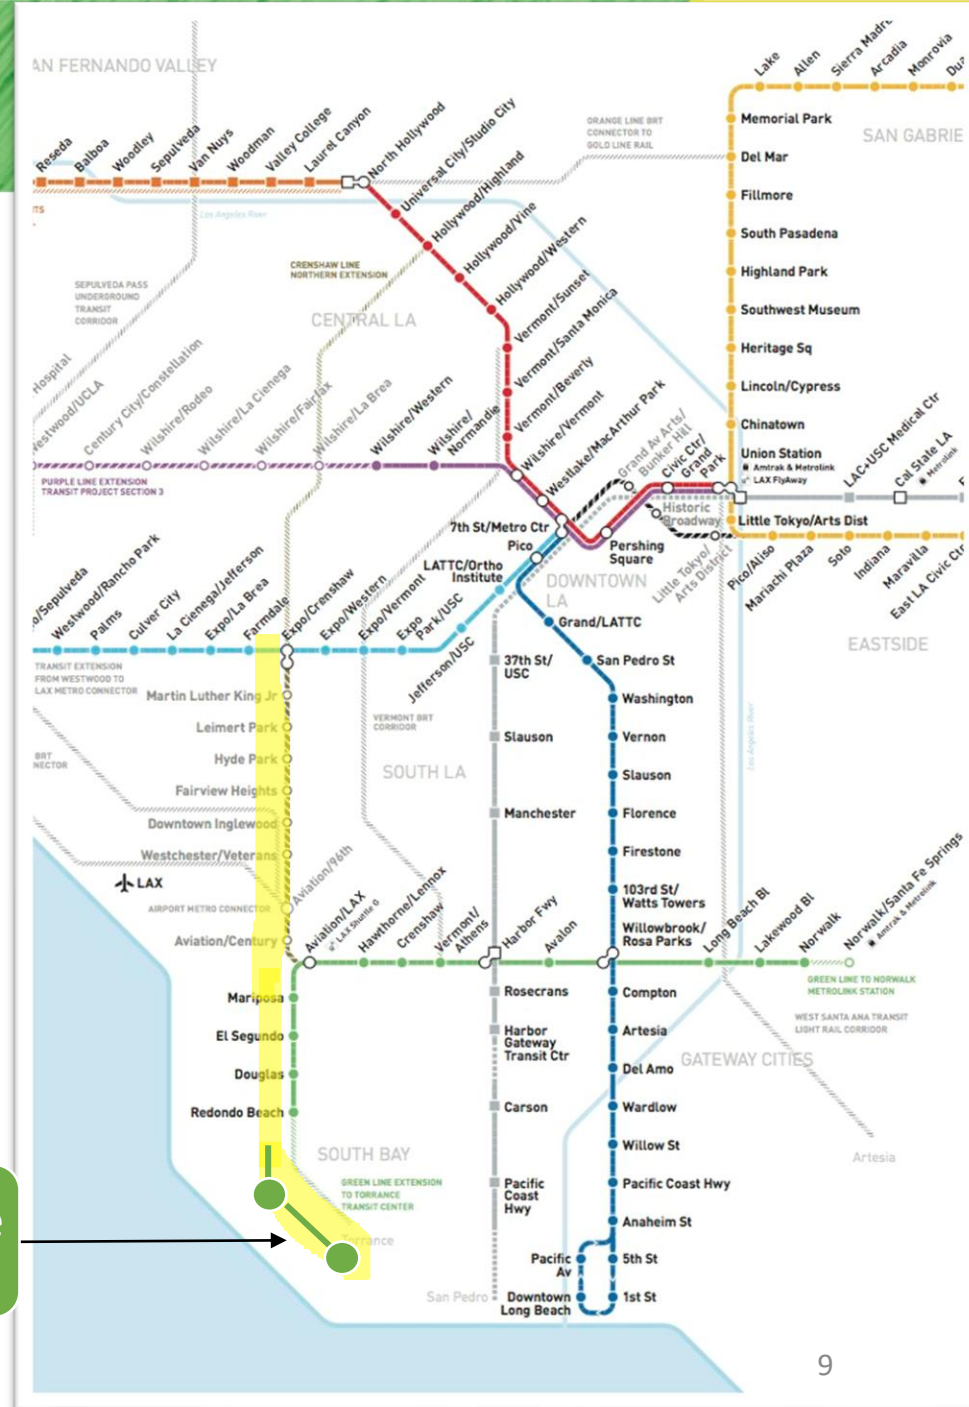 AN FERNANDO VALLEY
Reseda
Balboa
Woodley
Sepulveda
Van Nuys
Woodman
Valley College
Laurel Canyon
North Hollywood
Universal City/Studio City
Hollywood/Highland
Hollywood/Vine
Hollywood/Western
Vermont/Sunset
Vermont/Santa Monica
Vermont/Beverly
Wilshire/Vermont
Westlake/MacArthur Park
ORANGE LINE BRT
CONNECTOR TO
GOLD LINE RAIL
Lake
Allen
Sierra Madre
Arcadia
Monrovia
Dua
Memorial Park
SAN GABRIE
Del Mar
Fillmore
South Pasadena
Highland Park
Southwest Museum
Heritage Sq
Lincoln/Cypress
Chinatown
Union Station
Amtrak & Metrolink
LAX FlyAway
Los Angeles River
CRENSHAW LINE
NORTHERN EXTENSION
SEPULVEDA PASS
UNDERGROUND
TRANSIT
CORRIDOR
CENTRAL LA
Hospital
Westwood/UCLA
Century City/Constellation
Wilshire/Rodeo
Wilshire/La Cienega
Wilshire/Fairfax
Wilshire/La Brea
Wilshire/Western
Wilshire/
Normandie
PURPLE LINE EXTENSION
TRANSIT PROJECT SECTION 3
Grand Av Arts/
Bunker Hill
Civic Ctr/
Grand
Park
LAC+USC Medical Ctr
Cal State LA
Metrolink
Historic
Broadway
Little Tokyo/Arts Dist
7th St/Metro Ctr
Pico
Pershing
Square
Little Tokyo/
Arts District
Pico/Aliso
Mariachi Plaza
Soto
Indiana
Maravilla
East LA Civic Ctr
LATTC/Ortho
Institute
DOWNTOWN
LA
EASTSIDE
o/Sepulveda
Westwood/Rancho Park
Palms
Culver City
La Cienega/Jefferson
Expo/La Brea
Farmdale
Expo/Crenshaw
Expo/Western
Expo/Vermont
Expo
Park/USC
Jefferson/USC
Grand/LATTC
San Pedro St
37th St/
USC
Washington
Vernon
Slauson
Slauson
Florence
Manchester
Firestone
103rd St/
Watts Towers
Willowbrook/
Rosa Parks
TRANSIT EXTENSION
FROM WESTWOOD TO
LAX METRO CONNECTOR
Martin Luther King Jr
Leimert Park
Hyde Park
Fairview Heights
Downtown Inglewood
Westchester/Veterans
VERMONT BRT
CORRIDOR
BRT
NNECTOR
SOUTH LA
Los Angeles River
LAX
AIRPORT METRO CONNECTOR
Aviation/96th
Aviation/Century
Aviation/LAX
LAX Shuttle G
Hawthorne/Lennox
Crenshaw
Vermont/
Athens
Harbor Fwy
Avalon
Long Beach Bl
Lakewood Bl
Norwalk
Norwalk/Santa Fe Springs
Amtrak & Metrolink
GREEN LINE TO NORWALK
METROLINK STATION
WEST SANTA ANA TRANSIT
LIGHT RAIL CORRIDOR
Mariposa
El Segundo
Douglas
Redondo Beach
Rosecrans
Harbor
Gateway
Transit Ctr
Carson
Pacific
Coast
Hwy
Compton
Artesia
Del Amo
Wardlow
Willow St
Pacific Coast Hwy
Anaheim St
GATEWAY CITIES
Artesia
SOUTH BAY
GREEN LINE EXTENSION
TO TORRANCE
TRANSIT CENTER
Torrance
San Pedro
Pacific
Av
5th St
Downtown
Long Beach
1st St
9